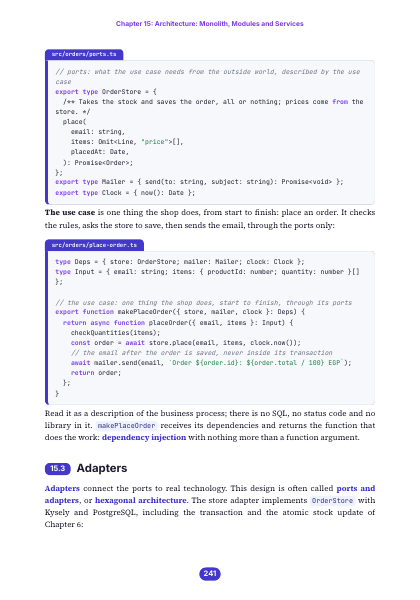 Chapter 15: Architecture: Monolith, Modules and Services
src/orders/ports.ts
// ports: what the use case needs from the outside world, described by the use
case
export type OrderStore = {
/** Takes the stock and saves the order, all or nothing; prices come from the
store. */
place(
email: string,
items: Omit<Line, "price">[],
placedAt: Date,
): Promise<Order>;
};
export type Mailer = { send(to: string, subject: string): Promise<void> };
export type Clock = { now(): Date };
The use case is one thing the shop does, from start to finish: place an order. It checks
the rules, asks the store to save, then sends the email, through the ports only:
src/orders/place-order.ts
type Deps = { store: OrderStore; mailer: Mailer; clock: Clock };
type Input = { email: string; items: { productId: number; quantity: number }[]
};
// the use case: one thing the shop does, start to finish, through its ports
export function makePlaceOrder({ store, mailer, clock }: Deps) {
return async function placeOrder({ email, items }: Input) {
checkQuantities(items);
const order = await store.place(email, items, clock.now());
// the email after the order is saved, never inside its transaction
await mailer.send(email, `Order ${order.id}: ${order.total / 100} EGP`);
return order;
};
}
Read it as a description of the business process; there is no SQL, no status code and no
library in it. makePlaceOrder receives its dependencies and returns the function that
does the work: dependency injection with nothing more than a function argument.
15.3 Adapters
Adapters connect the ports to real technology. This design is often called ports and
adapters, or hexagonal architecture. The store adapter implements OrderStore with
Kysely and PostgreSQL, including the transaction and the atomic stock update of
Chapter 6:
241